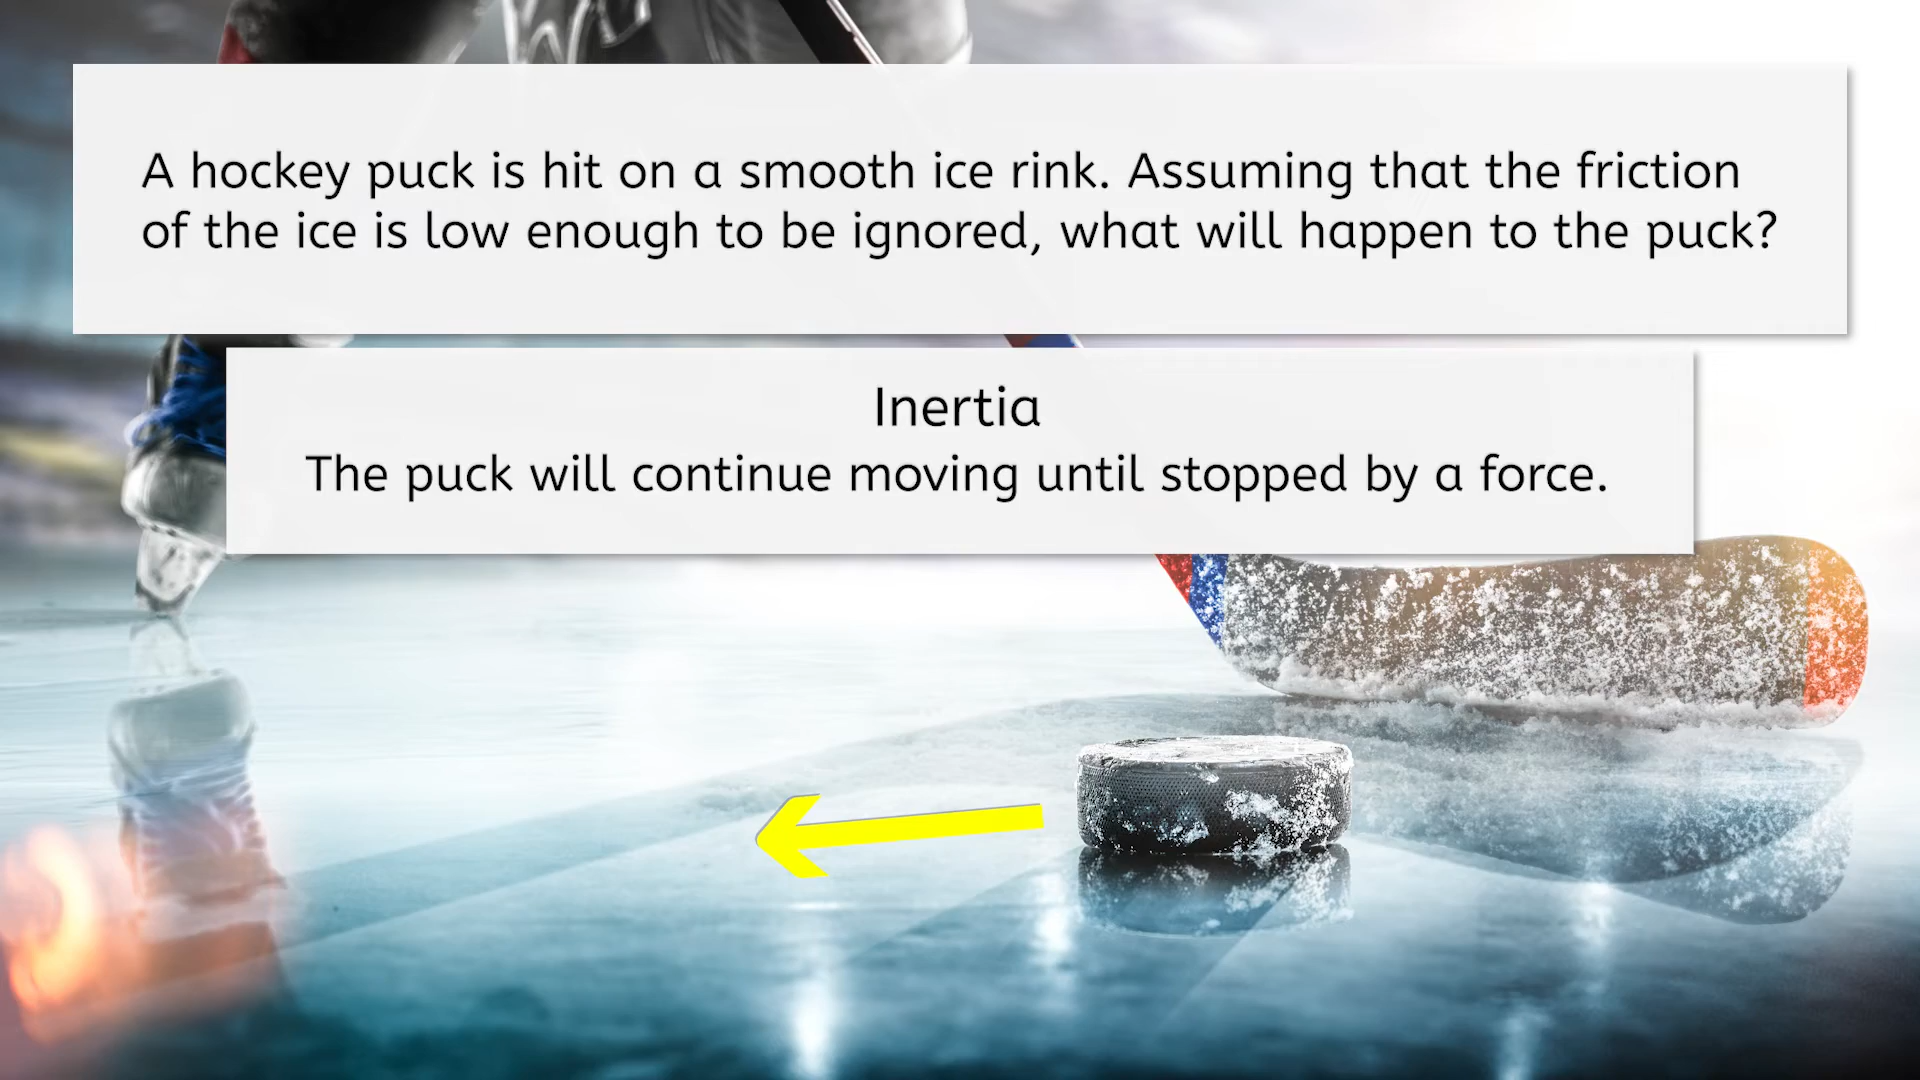 A hockey puck is hit on a smooth ice rink. Assuming that the friction
of the ice is low enough to be ignored, what will happen to the puck?
Inertia
The puck will continue moving until stopped by a force.